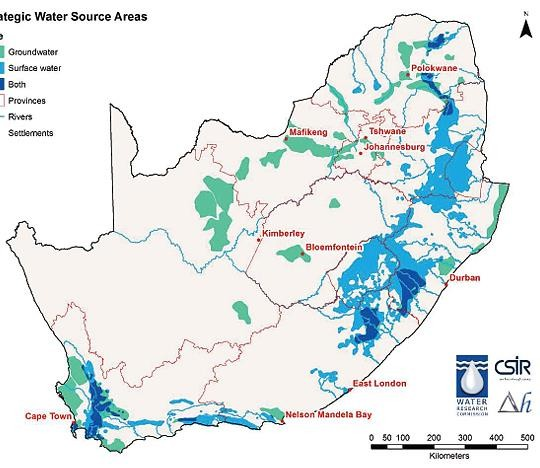 ategic Water Source Areas
e
Groundwater
Surface water
Both
Provinces
Rivers
Settlements
N
Polokwane
Mafikeng
Tshwane
Johannesburg
Kimberley
Bloemfontein
Durban
East London
Cape Town
Nelson Mandela Bay
WATER
RESEARCH
COMMISSION
CSIR
Δh
0 50 100 200 300 400 500
Kilometers